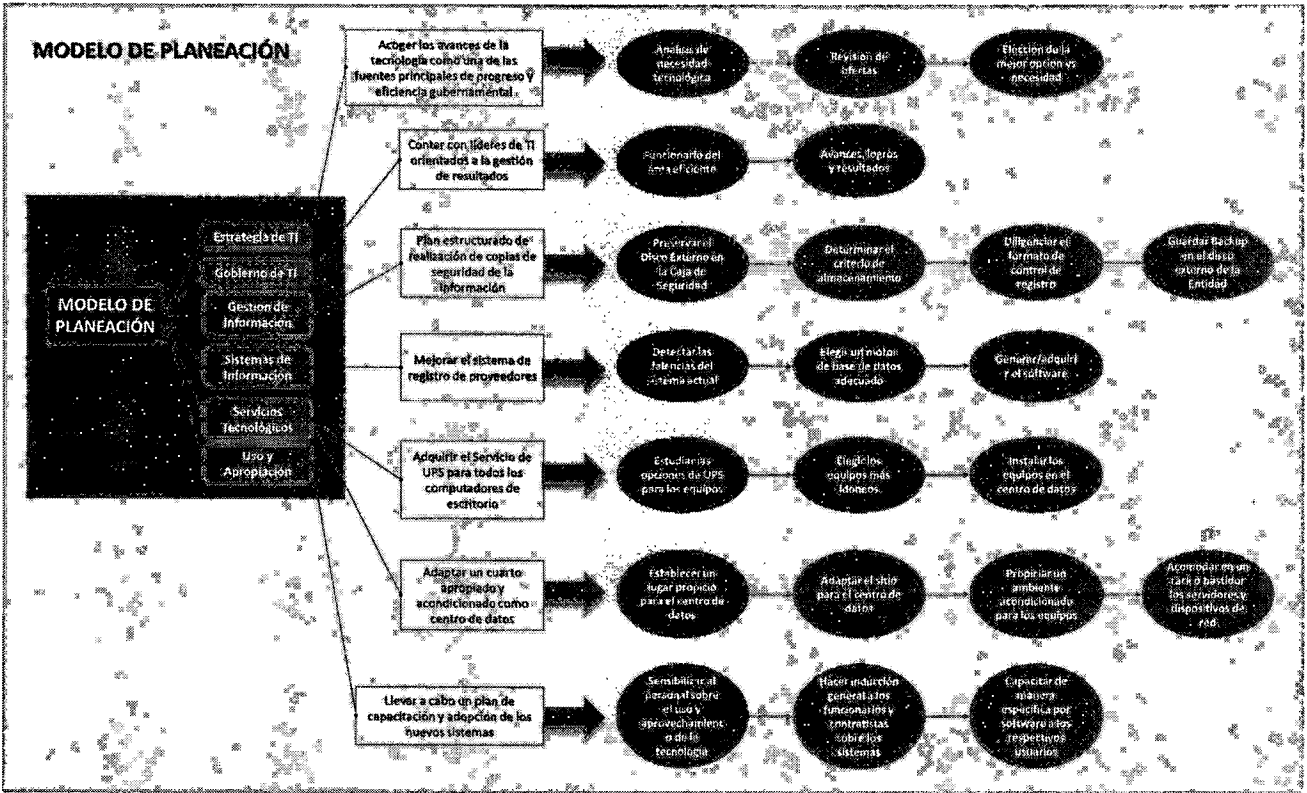 MODELO DE PLANEACIÓN
Acoger los avances de la
tecnología como una de las
fuentes principales de progreso y
eficiencia gubernamental
Análisis de
necesidad
tecnológica
Revisión de
ofertas
Elección de la
mejor opción vs
necesidad
Contar con líderes de TI
orientados a la gestión
de resultados
Funcionario del
área eficiente
Avances, logros
y resultados
MODELO DE
PLANEACIÓN
Estrategia de TI
Gobierno de TI
Gestión de
Información
Sistemas de
Información
Servicios
Tecnológicos
Uso y
Apropiación
Plan estructurado de
realización de copias de
seguridad de la
información
Preservar el
Disco Externo en
la Caja de
Seguridad
Determinar el
criterio de
almacenamiento
Diligenciar el
formato de
control de
registro
Guardar Backup
en el disco
externo de la
Entidad
Mejorar el sistema de
registro de proveedores
Detectar las
falencias del
sistema actual
Elegir un motor
de base de datos
adecuado
Generar/adquiri
r el software
Adquirir el Servicio de
UPS para todos los
computadores de
escritorio
Estudiar las
opciones de UPS
para los equipos
Elegir los
equipos más
idóneos
Instalar los
equipos en el
centro de datos
Adaptar un cuarto
apropiado y
acondicionado como
centro de datos
Establecer un
lugar propicio
para el centro de
datos
Adaptar el sitio
para el centro de
datos
Propiciar un
ambiente
acondicionado
para los equipos
Acomodar en un
rack o bastidor
los servidores y
dispositivos de
red
Llevar a cabo un plan de
capacitación y adopción de los
nuevos sistemas
Sensibilizar al
personal sobre
el uso y
aprovechamient
o de la
tecnología
Hacer inducción
general a los
funcionarios y
contratistas
sobre los
sistemas
Capacitar de
manera
específica por
software a los
respectivos
usuarios